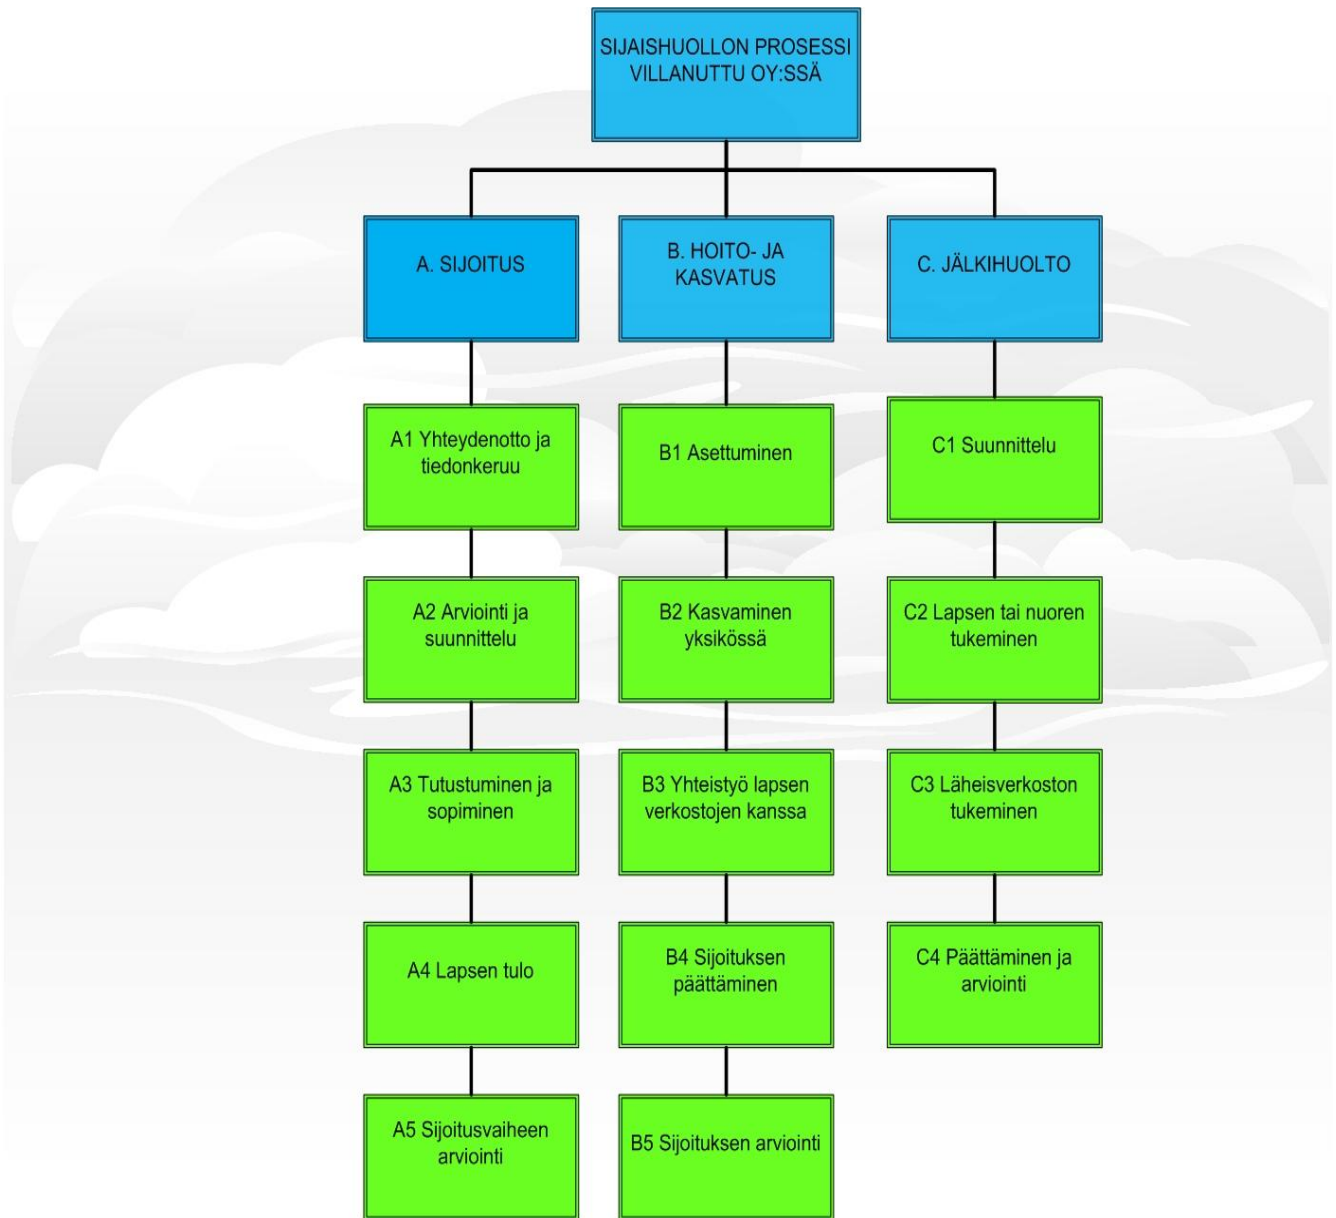 SIJAISHUOLLON PROSESSI
VILLANUTTU OY:SSÄ
A. SIJOITUS
B. HOITO- JA
KASVATUS
C. JÄLKIHUOLTO
A1 Yhteydenotto ja
tiedonkeruu
A2 Arviointi ja
suunnittelu
A3 Tutustuminen ja
sopiminen
A4 Lapsen tulo
A5 Sijoitusvaiheen
arviointi
B1 Asettuminen
B2 Kasvaminen
yksikössä
B3 Yhteistyö lapsen
verkostojen kanssa
B4 Sijoituksen
päättäminen
B5 Sijoituksen arviointi
C1 Suunnittelu
C2 Lapsen tai nuoren
tukeminen
C3 Läheisverkoston
tukeminen
C4 Päättäminen ja
arviointi